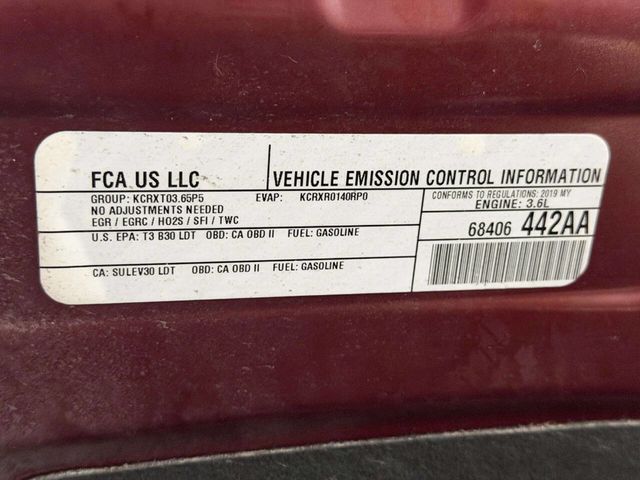 FCA US LLC
VEHICLE EMISSION CONTROL INFORMATION
GROUP: KCRXT03.65P5 EVAP: KCRXR0140RP0
NO ADJUSTMENTS NEEDED
EGR / EGRC / HO2S / SFI / TWC
CONFORMS TO REGULATIONS: 2019 MY
ENGINE: 3.6L
U.S. EPA: T3 B30 LDT OBD: CA OBD II FUEL: GASOLINE
68406 442AA
CA: SULEV30 LDT OBD: CA OBD II FUEL: GASOLINE